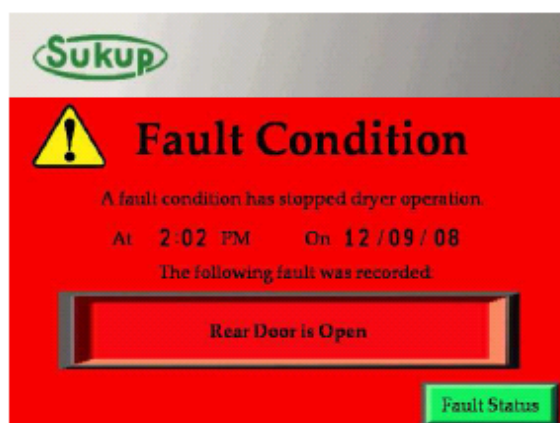 Sukup
Fault Condition
A fault condition has stopped dryer operation.
At 2:02 PM On 12/09/08
The following fault was recorded:
Rear Door is Open
Fault Status